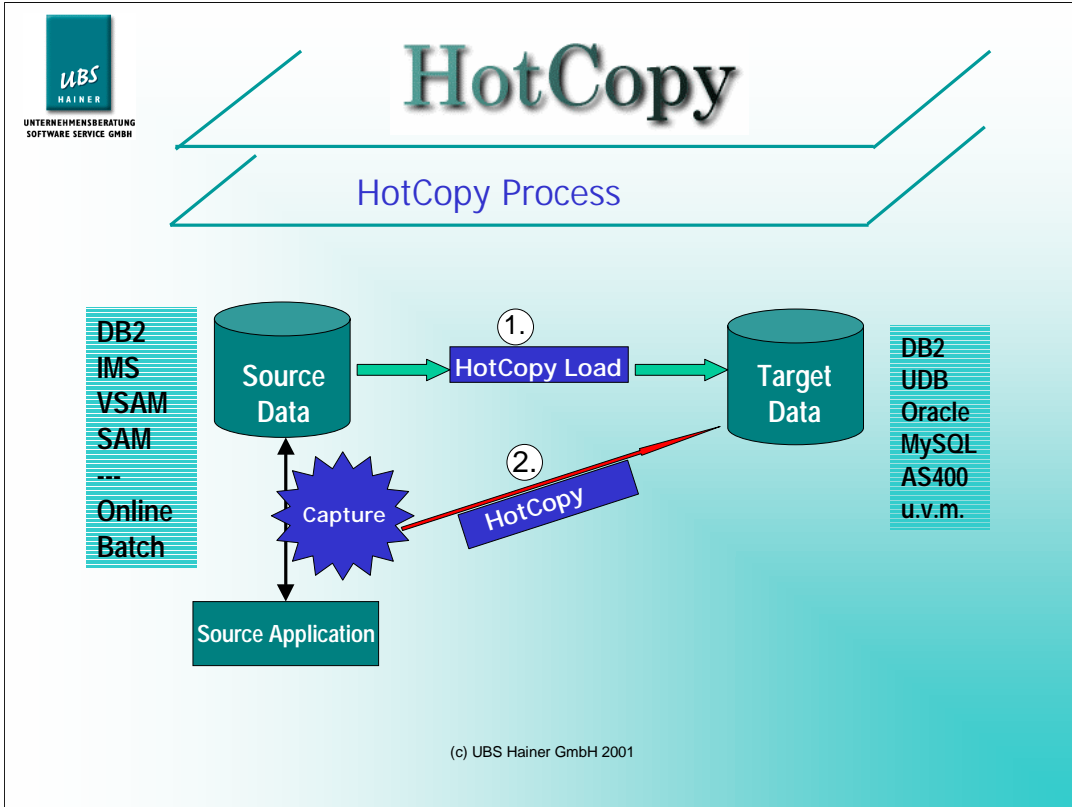 UBS
HAINER
UNTERNEHMENSBERATUNG
SOFTWARE SERVICE GMBH
HotCopy
HotCopy Process
DB2
IMS
VSAM
SAM
---
Online
Batch
Source
Data
1.
HotCopy Load
Target
Data
DB2
UDB
Oracle
MySQL
AS400
u.v.m.
Capture
2.
HotCopy
Source Application
(c) UBS Hainer GmbH 2001